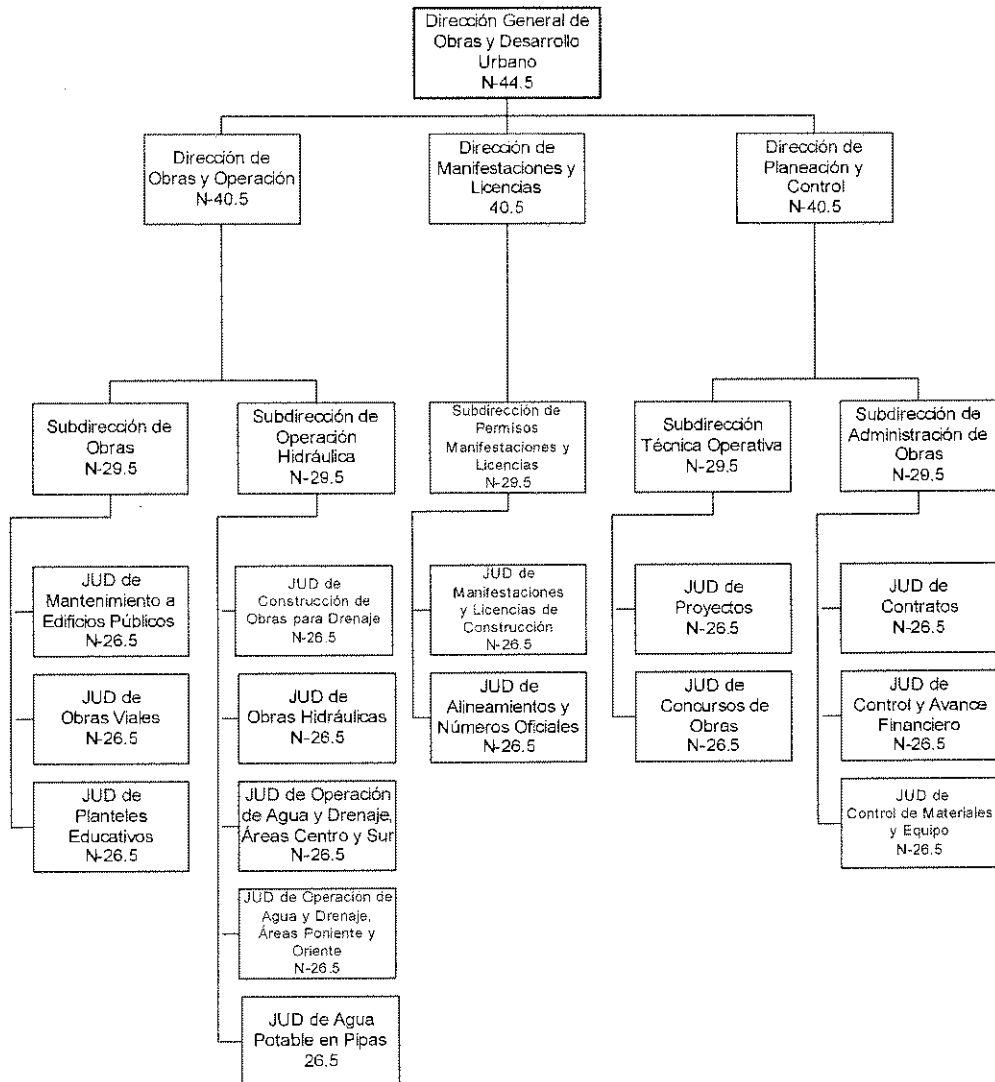 Dirección General de
Obras y Desarrollo
Urbano
N-44.5
Dirección de
Obras y Operación
N-40.5
Dirección de
Manifestaciones y
Licencias
40.5
Dirección de
Planeación y
Control
N-40.5
Subdirección de
Obras
N-29.5
Subdirección de
Operación
Hidráulica
N-29.5
Subdirección de
Permisos
Manifestaciones y
Licencias
N-29.5
Subdirección
Técnica Operativa
N-29.5
Subdirección de
Administración de
Obras
N-29.5
JUD de
Mantenimiento a
Edificios Públicos
N-26.5
JUD de
Construcción de
Obras para Drenaje
N-26.5
JUD de
Manifestaciones
y Licencias de
Construcción
N-26.5
JUD de
Proyectos
N-26.5
JUD de
Contratos
N-26.5
JUD de
Obras Viales
N-26.5
JUD de
Obras Hidráulicas
N-26.5
JUD de
Alineamientos y
Números Oficiales
N-26.5
JUD de
Concursos de
Obras
N-26.5
JUD de
Control y Avance
Financiero
N-26.5
JUD de
Planteles
Educativos
N-26.5
JUD de Operación
de Agua y Drenaje,
Áreas Centro y Sur
N-26.5
JUD de
Control de Materiales
y Equipo
N-26.5
JUD de Operación de
Agua y Drenaje,
Áreas Poniente y
Oriente
N-26.5
JUD de Agua
Potable en Pipas
26.5